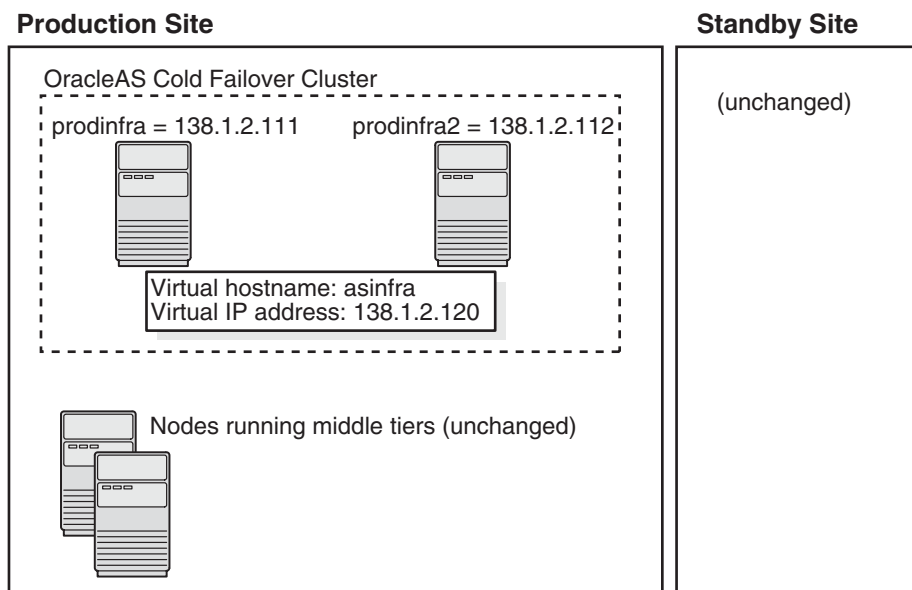 Production Site
Standby Site
OracleAS Cold Failover Cluster
(unchanged)
prodinfra = 138.1.2.111
prodinfra2 = 138.1.2.112
Virtual hostname: asinfra
Virtual IP address: 138.1.2.120
Nodes running middle tiers (unchanged)